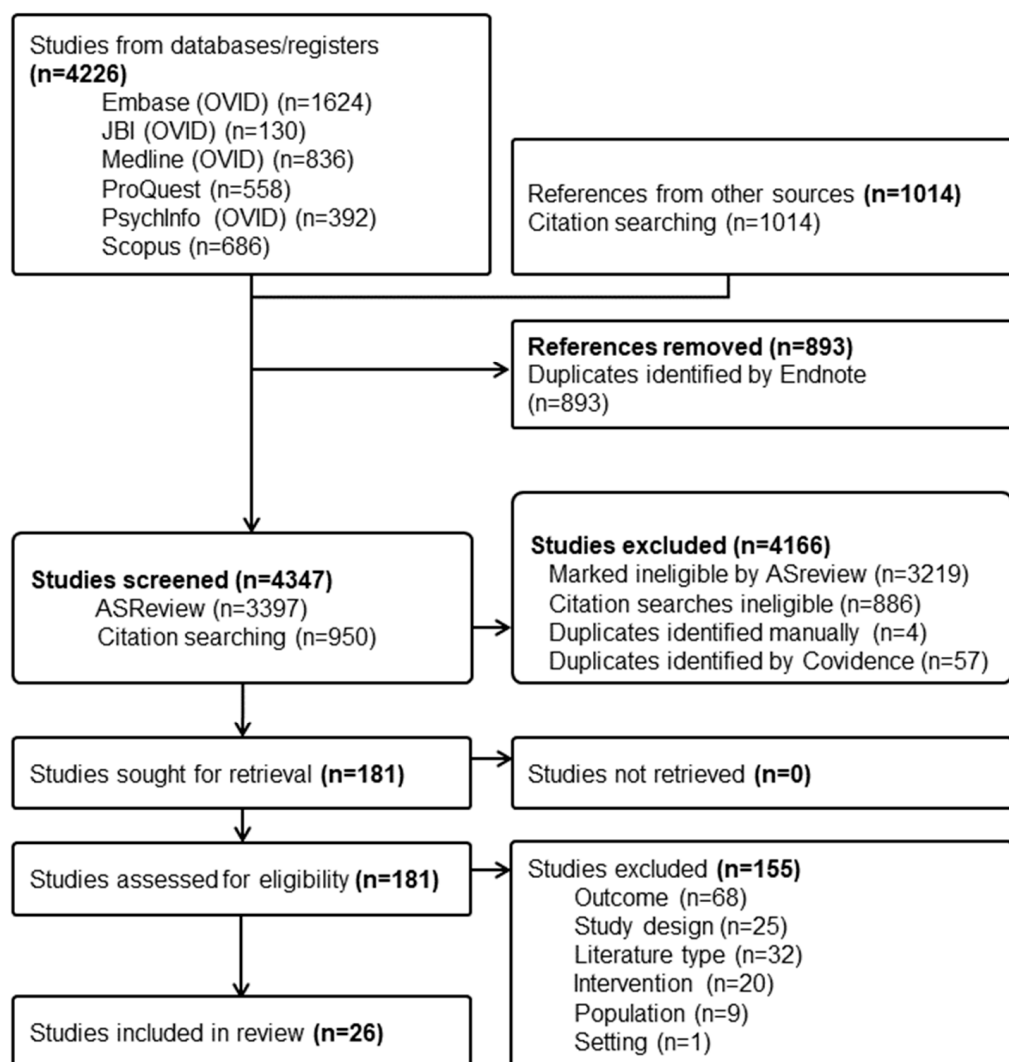 Studies from databases/registers
(n=4226)
Embase (OVID) (n=1624)
JBI (OVID) (n=130)
Medline (OVID) (n=836)
ProQuest (n=558)
PsychInfo (OVID) (n=392)
Scopus (n=686)
References from other sources (n=1014)
Citation searching (n=1014)
References removed (n=893)
Duplicates identified by Endnote
(n=893)
Studies screened (n=4347)
ASReview (n=3397)
Citation searching (n=950)
Studies excluded (n=4166)
Marked ineligible by ASreview (n=3219)
Citation searches ineligible (n=886)
Duplicates identified manually (n=4)
Duplicates identified by Covidence (n=57)
Studies sought for retrieval (n=181)
Studies not retrieved (n=0)
Studies assessed for eligibility (n=181)
Studies excluded (n=155)
Outcome (n=68)
Study design (n=25)
Literature type (n=32)
Intervention (n=20)
Population (n=9)
Setting (n=1)
Studies included in review (n=26)